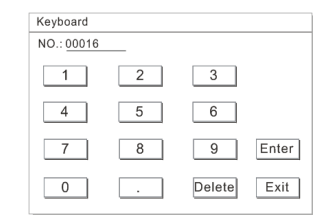 Keyboard
NO.: 00016
1 2 3
4 5 6
7 8 9 Enter
0 . Delete Exit